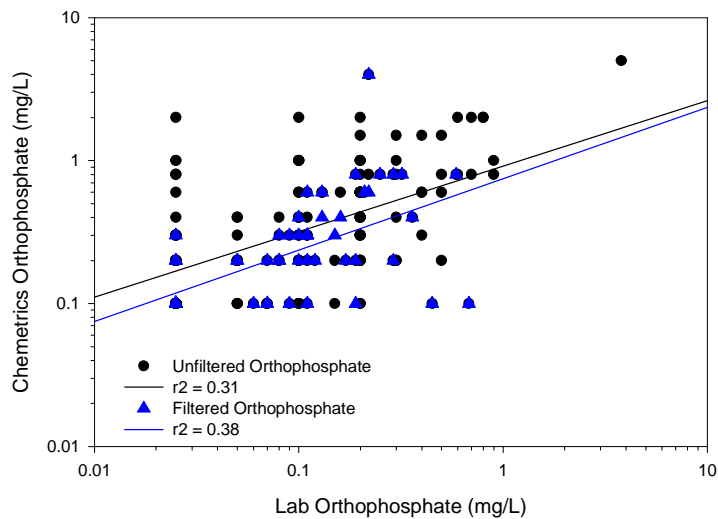 10
1
0.1
0.01
Chemetrics Orthophosphate (mg/L)
Unfiltered Orthophosphate
r2 = 0.31
Filtered Orthophosphate
r2 = 0.38
0.01 0.1 1 10
Lab Orthophosphate (mg/L)